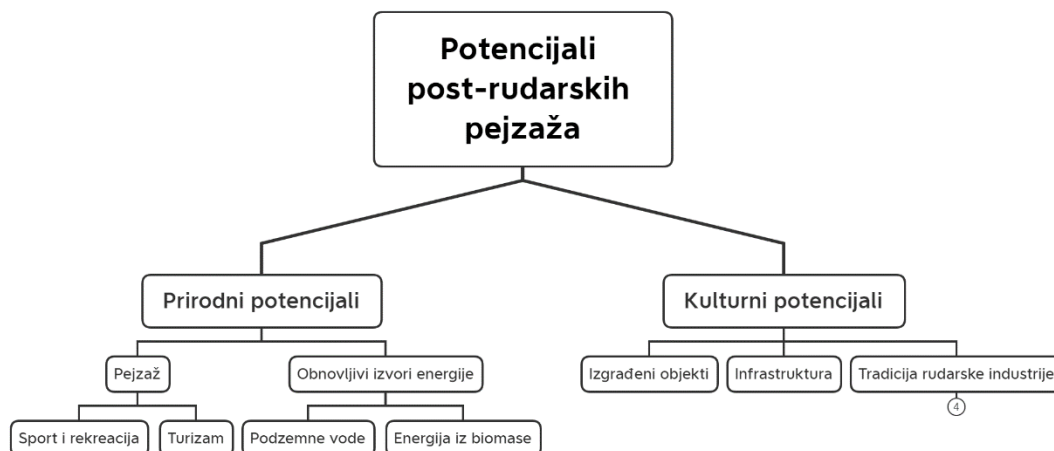 Potencijali
post-rudarskih
pejzaža
Prirodni potencijali
Kulturni potencijali
Pejzaž
Obnovljivi izvori energije
Izgrađeni objekti
Infrastruktura
Tradicija rudarske industrije
4
Sport i rekreacija
Turizam
Podzemne vode
Energija iz biomase